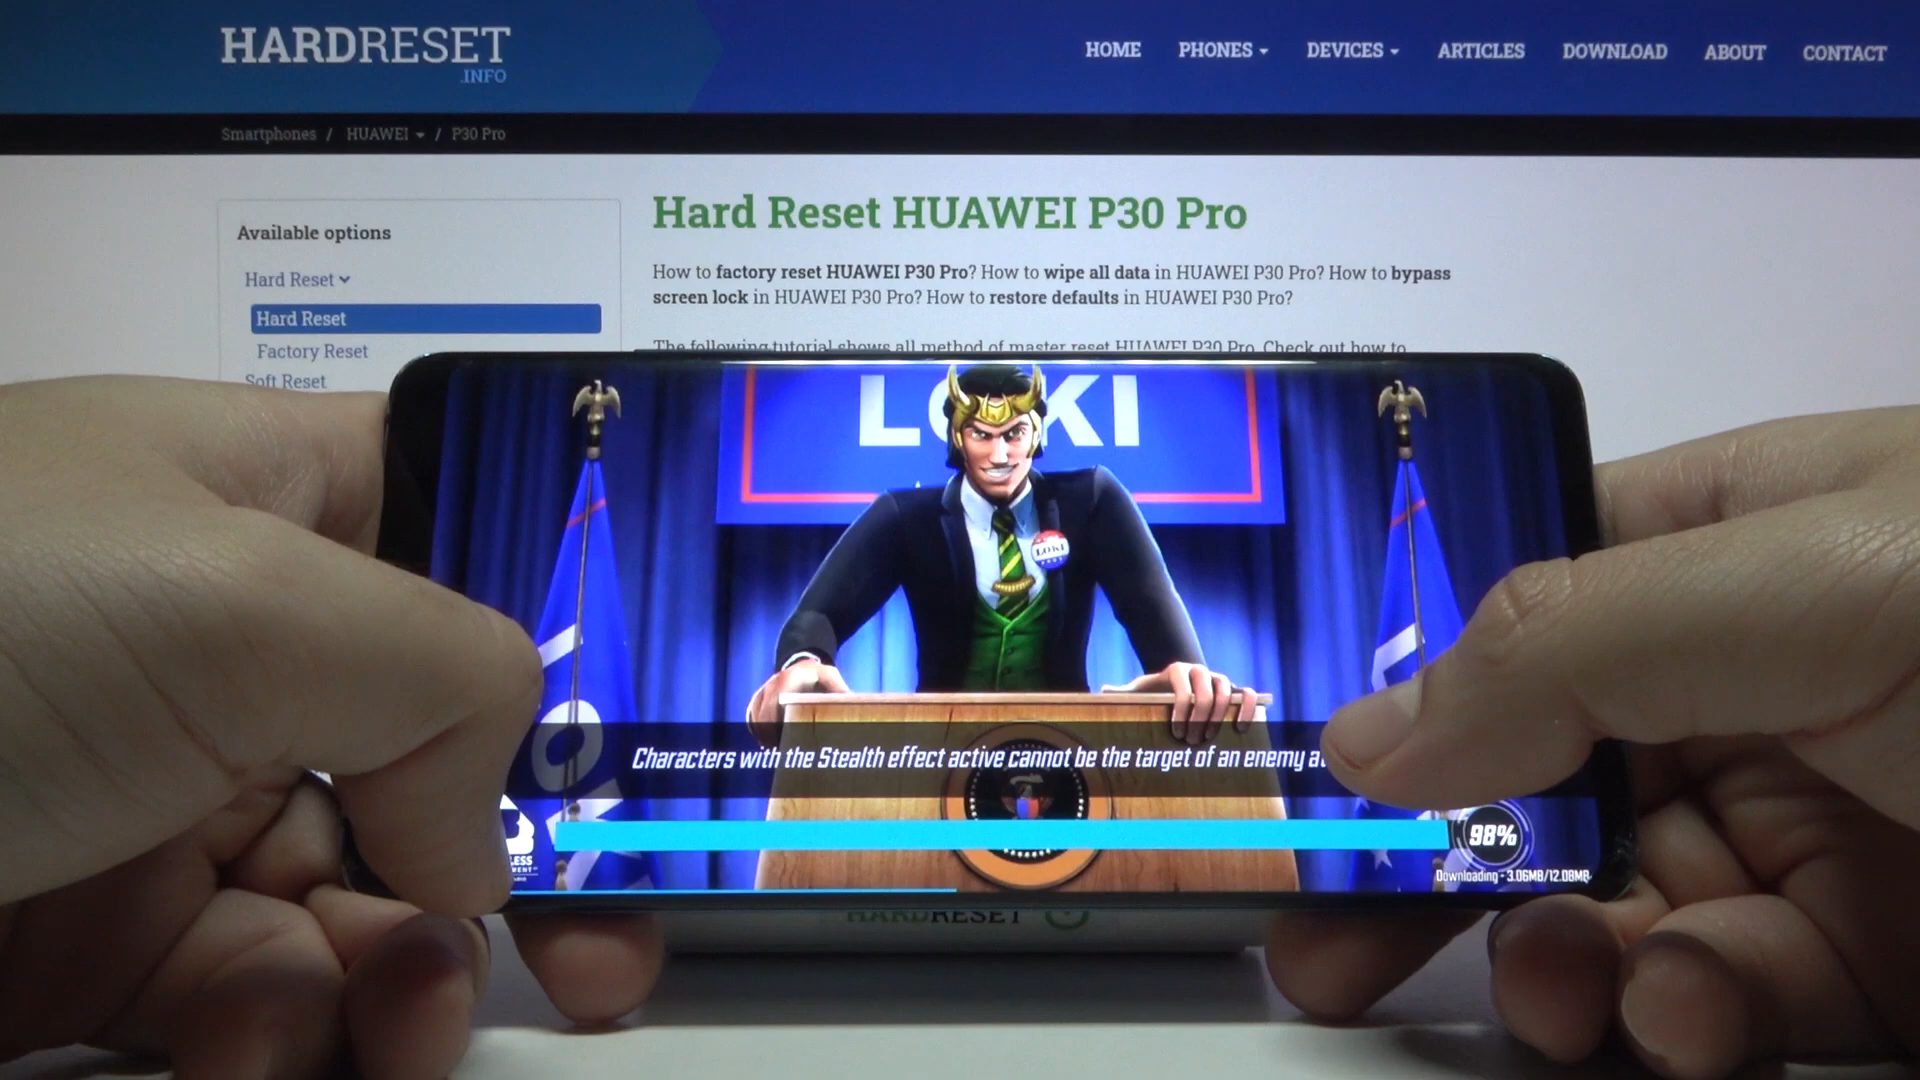 HARDRESET
.INFO
HOME PHONES DEVICES ARTICLES DOWNLOAD ABOUT CONTACT
Smartphones / HUAWEI / P30 Pro
Available options
Hard Reset
Hard Reset
Factory Reset
Soft Reset
Hard Reset HUAWEI P30 Pro
How to factory reset HUAWEI P30 Pro? How to wipe all data in HUAWEI P30 Pro? How to bypass
screen lock in HUAWEI P30 Pro? How to restore defaults in HUAWEI P30 Pro?
The following tutorial shows all method of master reset HUAWEI P30 Pro. Check out how to
LOKI
LOKI
Characters with the Stealth effect active cannot be the target of an enemy
98%
Downloading - 3.06MB/12.08MB
HARDRESET